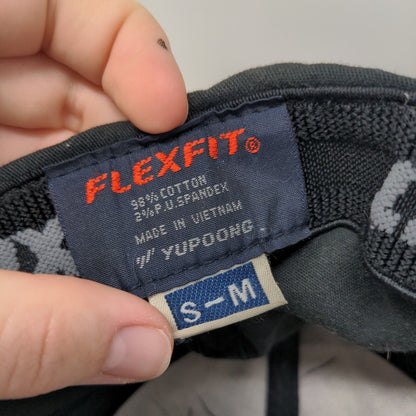 FLEXFIT®
98% COTTON
2% P.U.SPANDEX
MADE IN VIETNAM
YUPOONG
S-M